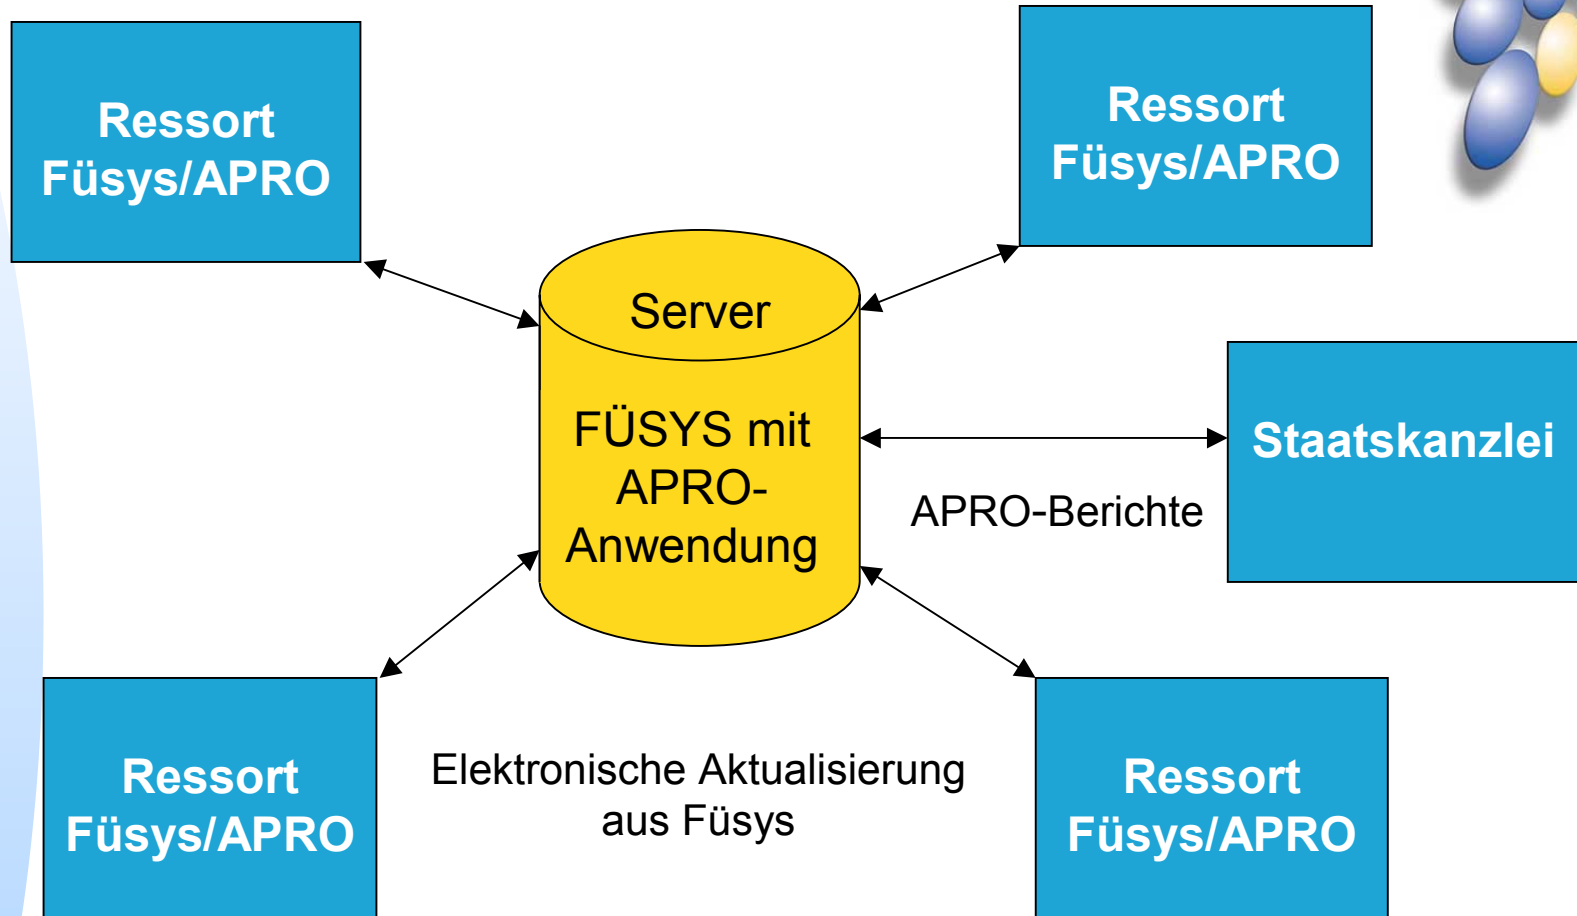 Ressort
Füsys/APRO
Ressort
Füsys/APRO
Server
FÜSYS mit
APRO-
Anwendung
Staatskanzlei
APRO-Berichte
Ressort
Füsys/APRO
Elektronische Aktualisierung
aus Füsys
Ressort
Füsys/APRO